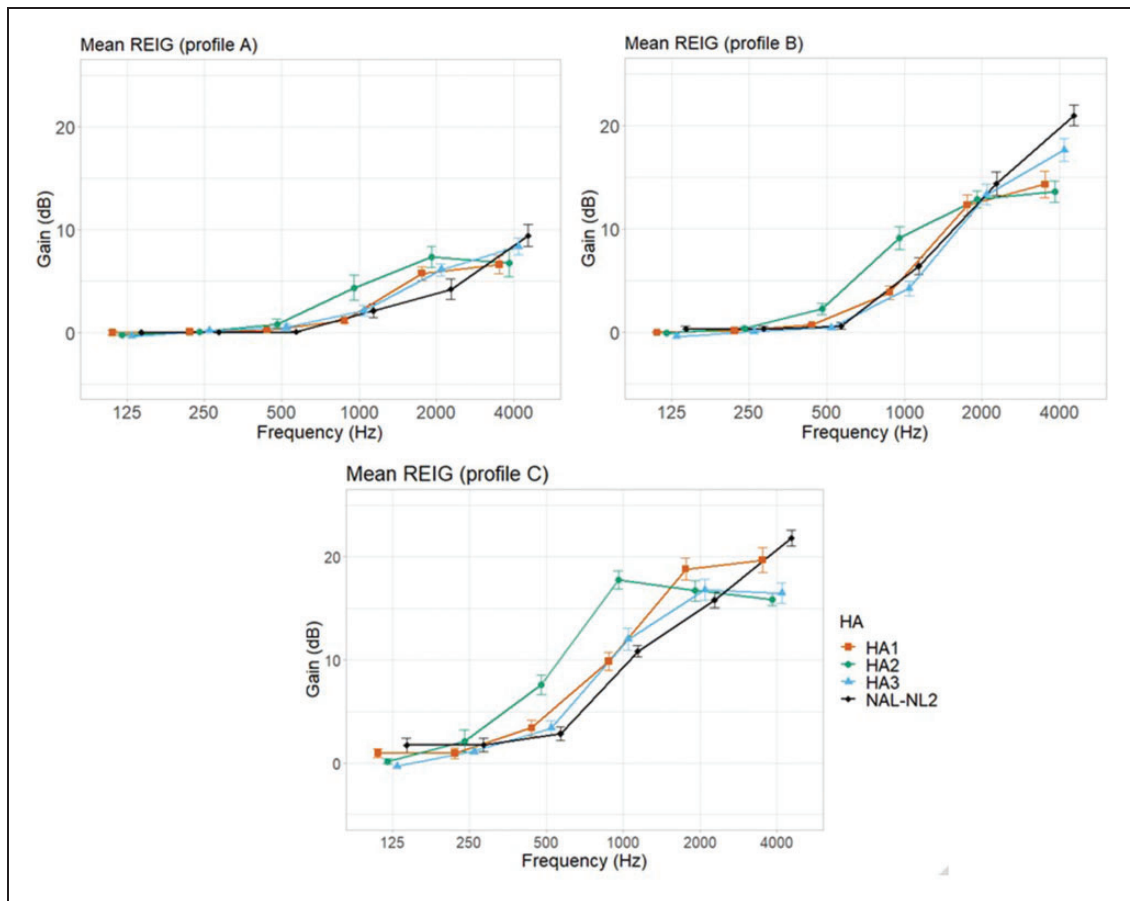 Mean REIG (profile A)
Gain (dB)
20
10
0
125 250 500 1000 2000 4000
Frequency (Hz)
Mean REIG (profile B)
Gain (dB)
20
10
0
125 250 500 1000 2000 4000
Frequency (Hz)
Mean REIG (profile C)
Gain (dB)
20
10
0
125 250 500 1000 2000 4000
Frequency (Hz)
HA
HA1
HA2
HA3
NAL-NL2